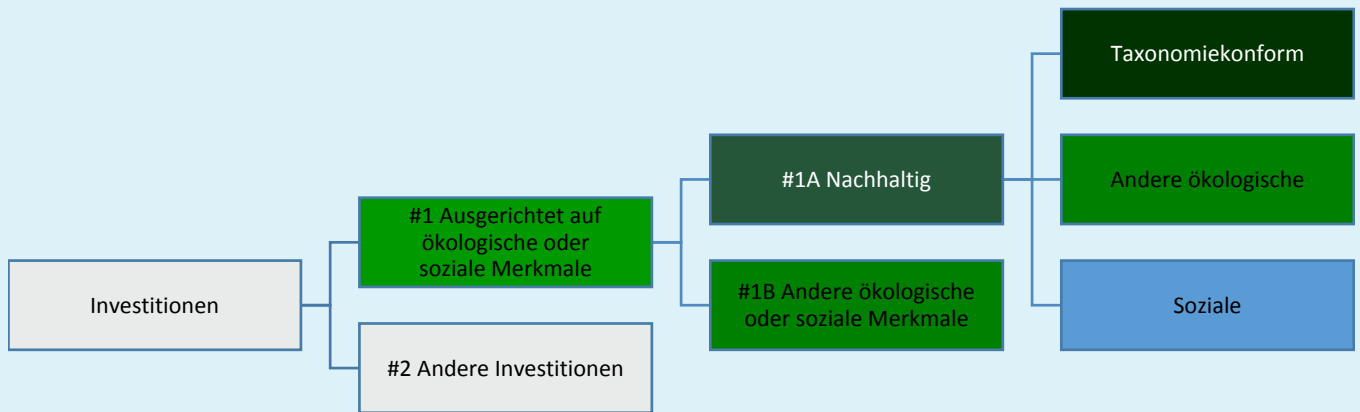 Investitionen
#1 Ausgerichtet auf
ökologische oder
soziale Merkmale
#2 Andere Investitionen
#1A Nachhaltig
#1B Andere ökologische
oder soziale Merkmale
Taxonomiekonform
Andere ökologische
Soziale